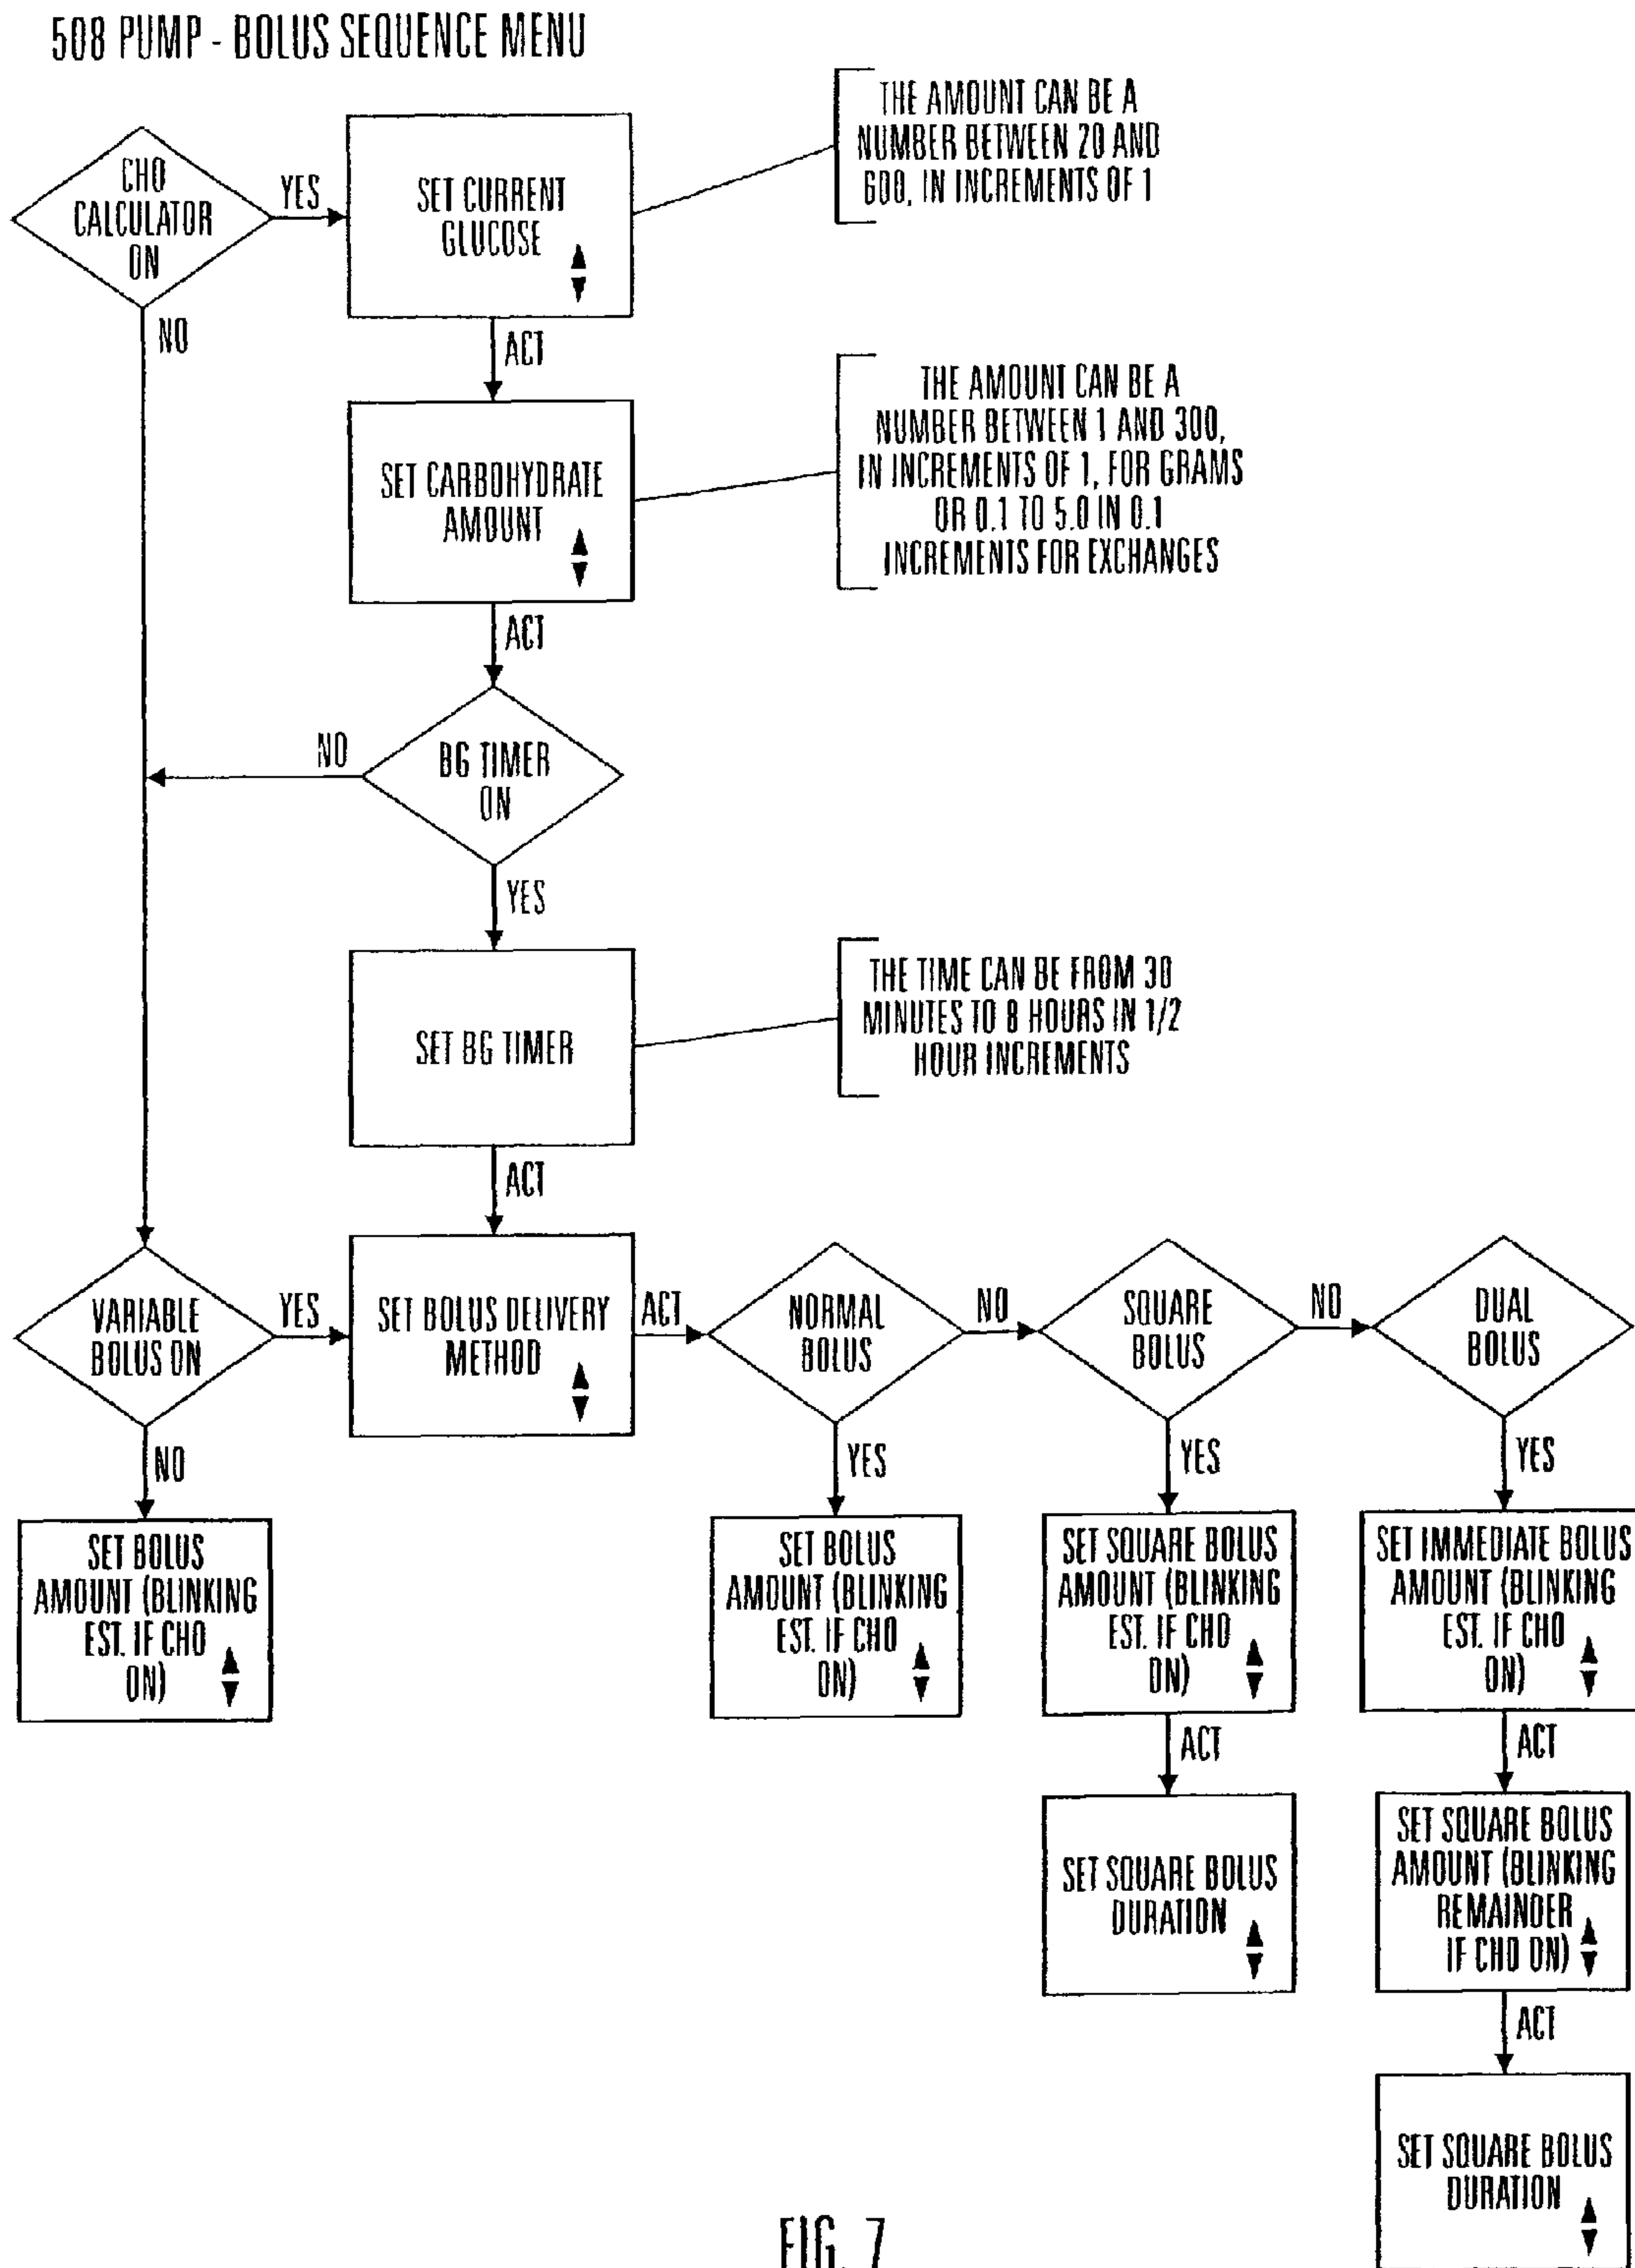 508 PUMP - BOLUS SEQUENCE MENU
CHO
CALCULATOR
ON
YES
SET CURRENT
GLUCOSE
THE AMOUNT CAN BE A
NUMBER BETWEEN 20 AND
600, IN INCREMENTS OF 1
NO
ACT
SET CARBOHYDRATE
AMOUNT
THE AMOUNT CAN BE A
NUMBER BETWEEN 1 AND 300,
IN INCREMENTS OF 1, FOR GRAMS
OR 0.1 TO 5.0 IN 0.1
INCREMENTS FOR EXCHANGES
ACT
NO
BG TIMER
ON
YES
SET BG TIMER
THE TIME CAN BE FROM 30
MINUTES TO 8 HOURS IN 1/2
HOUR INCREMENTS
ACT
VARIABLE
BOLUS ON
YES
SET BOLUS DELIVERY
METHOD
ACT
NORMAL
BOLUS
NO
SQUARE
BOLUS
NO
DUAL
BOLUS
NO
YES
YES
YES
SET BOLUS
AMOUNT (BLINKING
EST. IF CHO
ON)
SET BOLUS
AMOUNT (BLINKING
EST. IF CHO
ON)
SET SQUARE BOLUS
AMOUNT (BLINKING
EST. IF CHO
ON)
SET IMMEDIATE BOLUS
AMOUNT (BLINKING
EST. IF CHO
ON)
ACT
ACT
SET SQUARE BOLUS
DURATION
SET SQUARE BOLUS
AMOUNT (BLINKING
REMAINDER
IF CHO ON)
ACT
SET SQUARE BOLUS
DURATION
FIG. 7